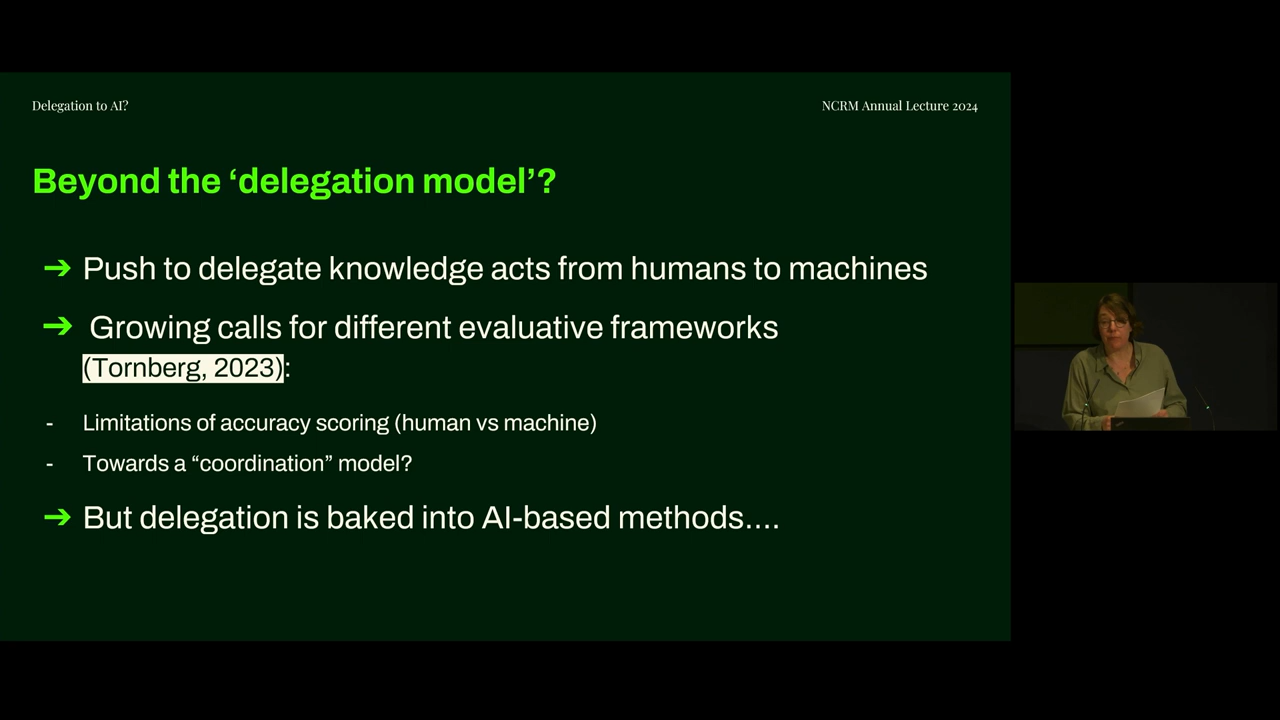 Delegation to AI?
NCRM Annual Lecture 2024
Beyond the ‘delegation model’?
➔ Push to delegate knowledge acts from humans to machines
➔ Growing calls for different evaluative frameworks
(Tornberg, 2023):
- Limitations of accuracy scoring (human vs machine)
- Towards a “coordination” model?
➔ But delegation is baked into AI-based methods....